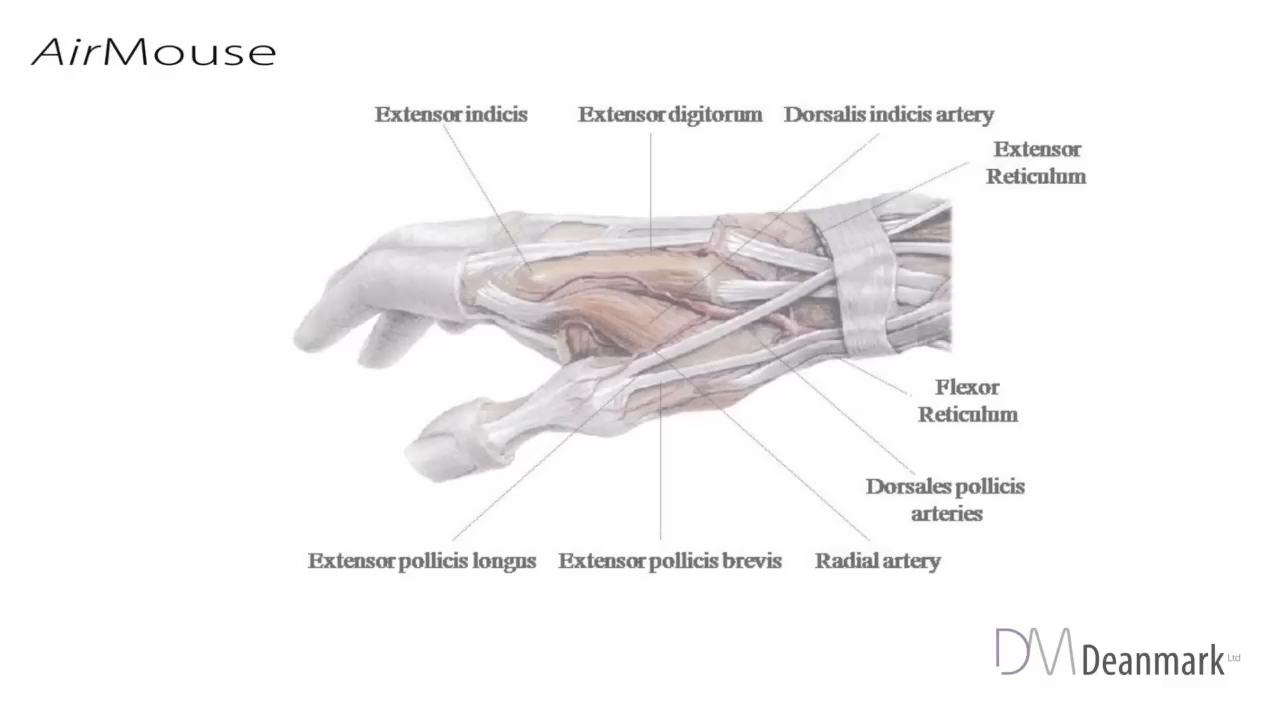 AirMouse
Extensor indicis
Extensor digitorum
Dorsalis indicis artery
Extensor
Reticulum
Flexor
Reticulum
Dorsales pollicis
arteries
Extensor pollicis longus
Extensor pollicis brevis
Radial artery
DM Deanmark Ltd